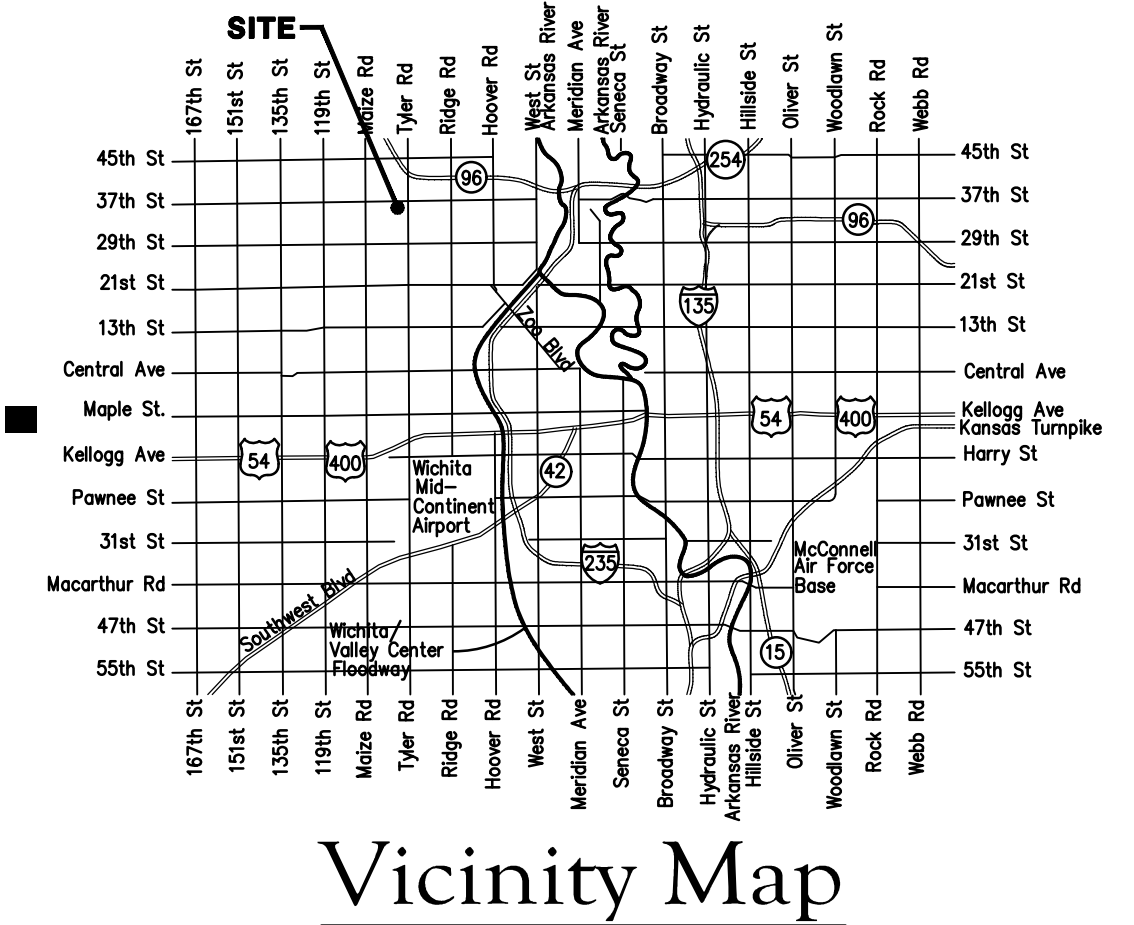 SITE
167th St
151st St
135th St
119th St
Maize Rd
Tyler Rd
Ridge Rd
Hoover Rd
West St
Arkansas River
Meridian Ave
Arkansas River
Seneca St
Broadway St
Hydraulic St
Hillside St
Oliver St
Woodlawn St
Rock Rd
Webb Rd
45th St
254
45th St
96
37th St
37th St
96
29th St
29th St
21st St
21st St
135
13th St
Zoo Blvd
13th St
Central Ave
Central Ave
Maple St.
54
400
Kellogg Ave
Kansas Turnpike
Kellogg Ave
54
400
Harry St
Wichita
Mid-
Continent
Airport
42
Pawnee St
Pawnee St
31st St
31st St
McConnell
Air Force
Base
235
Macarthur Rd
Macarthur Rd
Southwest Blvd
47th St
47th St
Wichita/
Valley Center
Floodway
15
55th St
55th St
167th St
151st St
135th St
119th St
Maize Rd
Tyler Rd
Ridge Rd
Hoover Rd
West St
Meridian Ave
Seneca St
Broadway St
Hydraulic St
Arkansas River
Hillside St
Oliver St
Woodlawn St
Rock Rd
Webb Rd
Vicinity Map